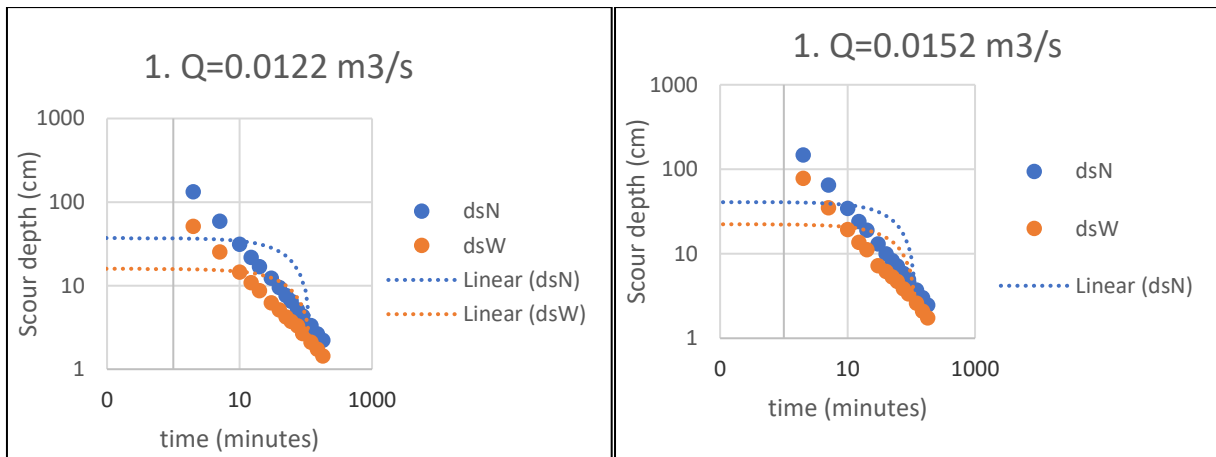 1. Q=0.0122 m3/s
Scour depth (cm)
1000
100
10
1
0
10
1000
time (minutes)
dsN
dsW
Linear (dsN)
Linear (dsW)
1. Q=0.0152 m3/s
Scour depth (cm)
1000
100
10
1
0
10
1000
time (minutes)
dsN
dsW
Linear (dsN)